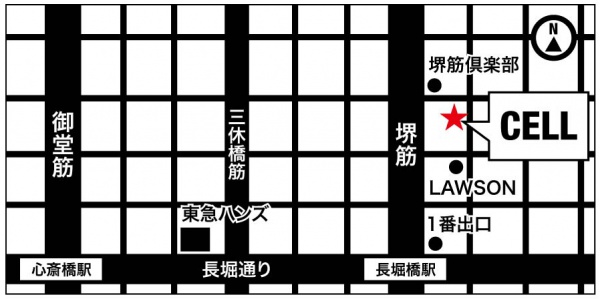 N
堺筋倶楽部
御堂筋
三休橋筋
堺筋
CELL
LAWSON
東急ハンズ
1番出口
心斎橋駅
長堀通り
長堀橋駅